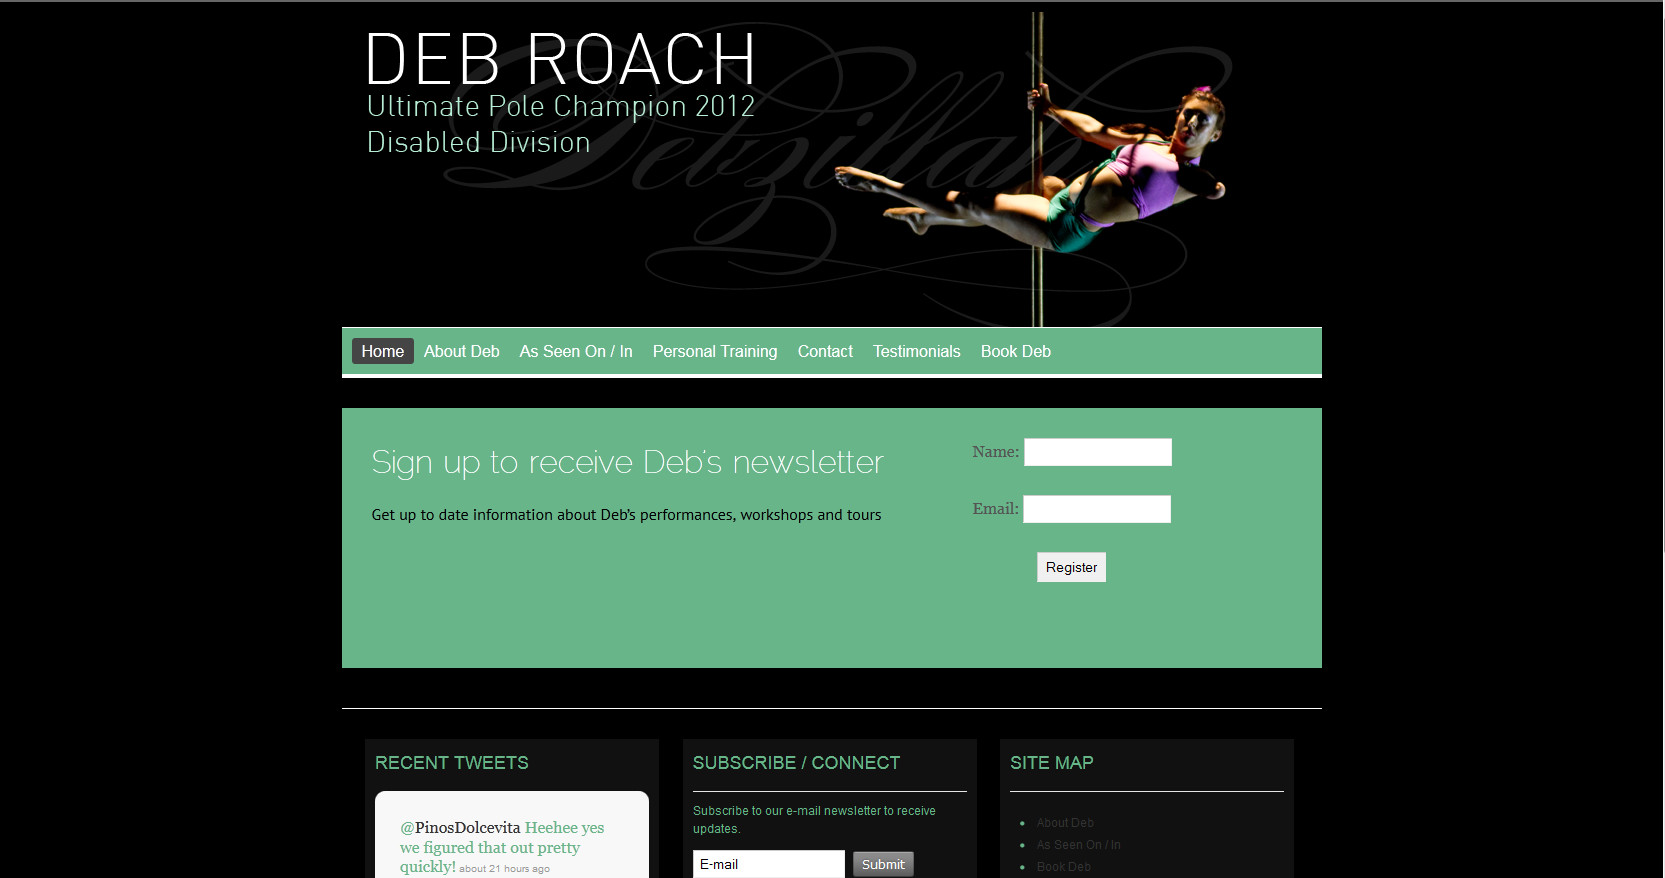 DEB ROACH
Ultimate Pole Champion 2012
Disabled Division
Debzillah
Home About Deb As Seen On / In Personal Training Contact Testimonials Book Deb
Sign up to receive Deb's newsletter
Get up to date information about Deb's performances, workshops and tours
Name:
Email:
Register
RECENT TWEETS
@PinosDolcevita Heehee yes
we figured that out pretty
quickly! about 21 hours ago
SUBSCRIBE / CONNECT
Subscribe to our e-mail newsletter to receive
updates.
E-mail
Submit
SITE MAP
About Deb
As Seen On / In
Book Deb